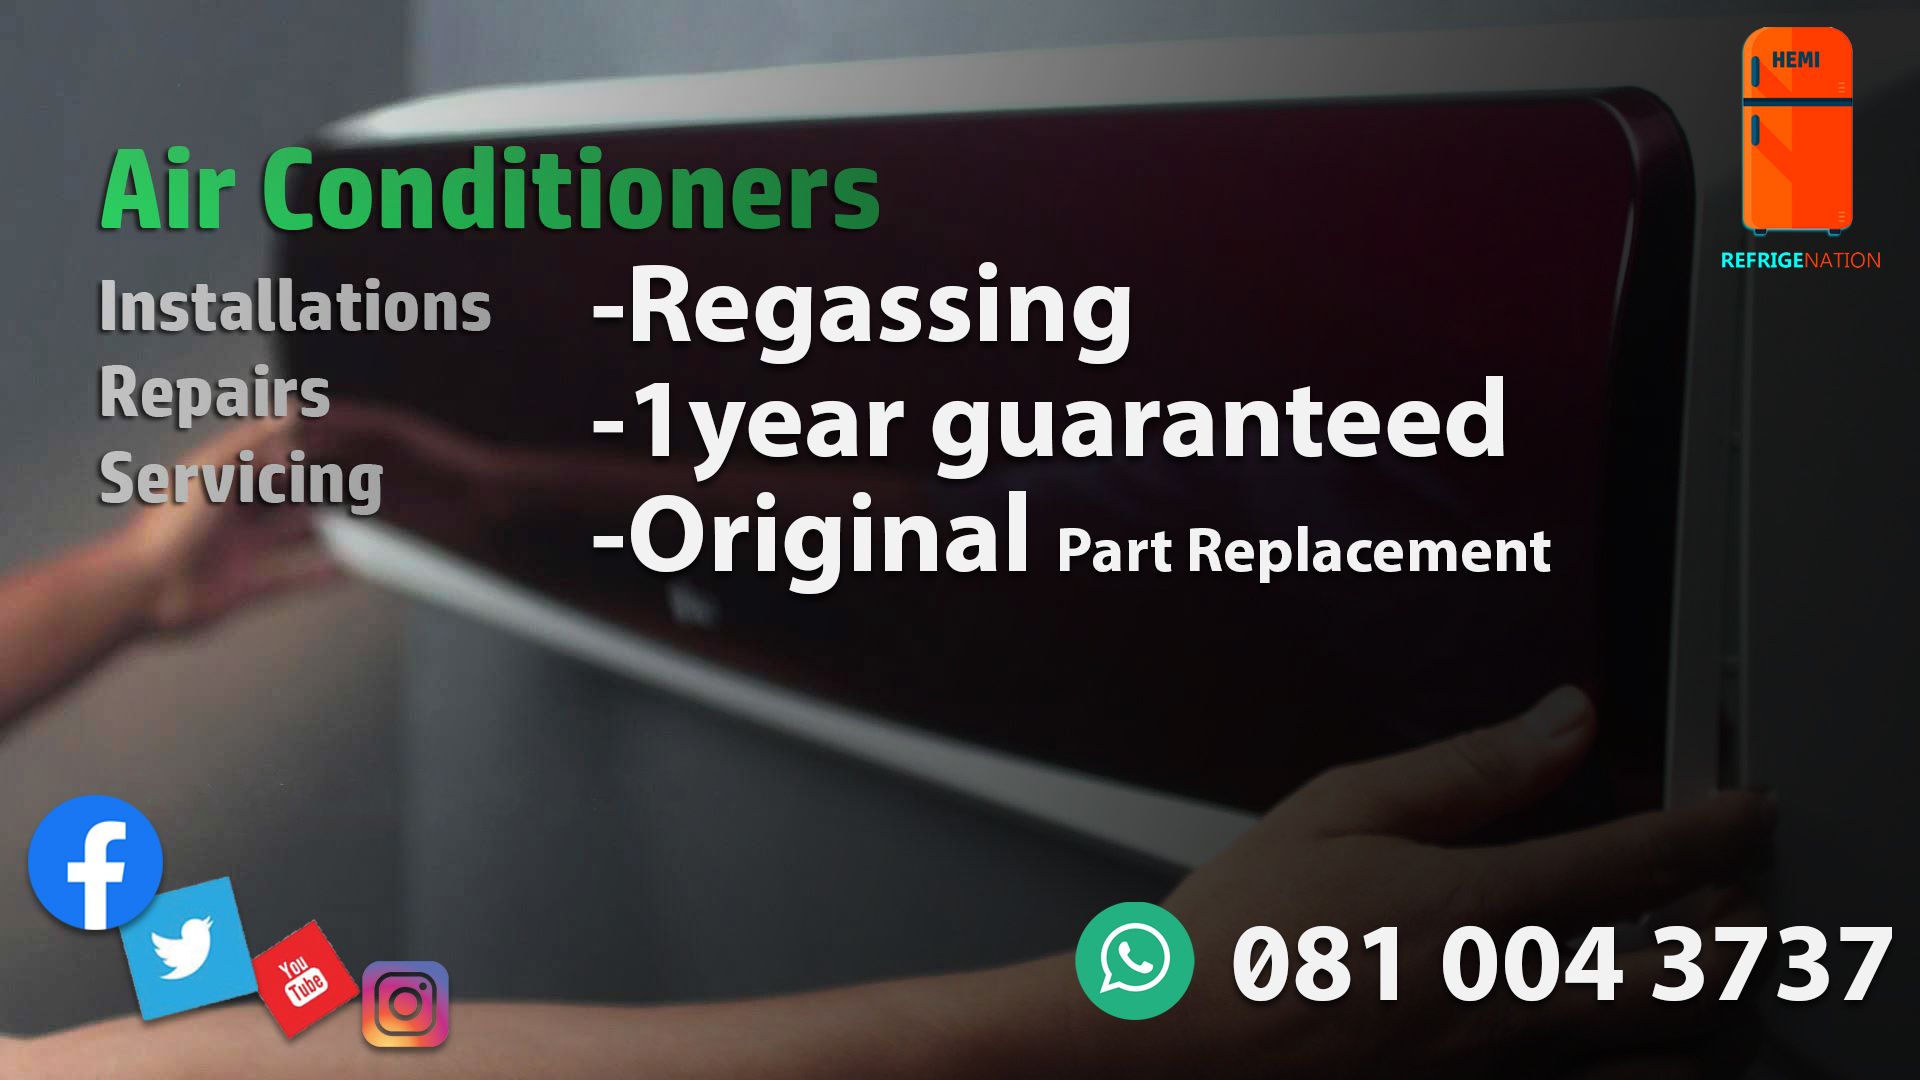 HEMI
REFRIGENATION
Air Conditioners
Installations
Repairs
Servicing
-Regassing
-1year guaranteed
-Original Part Replacement
You
Tube
081 004 3737